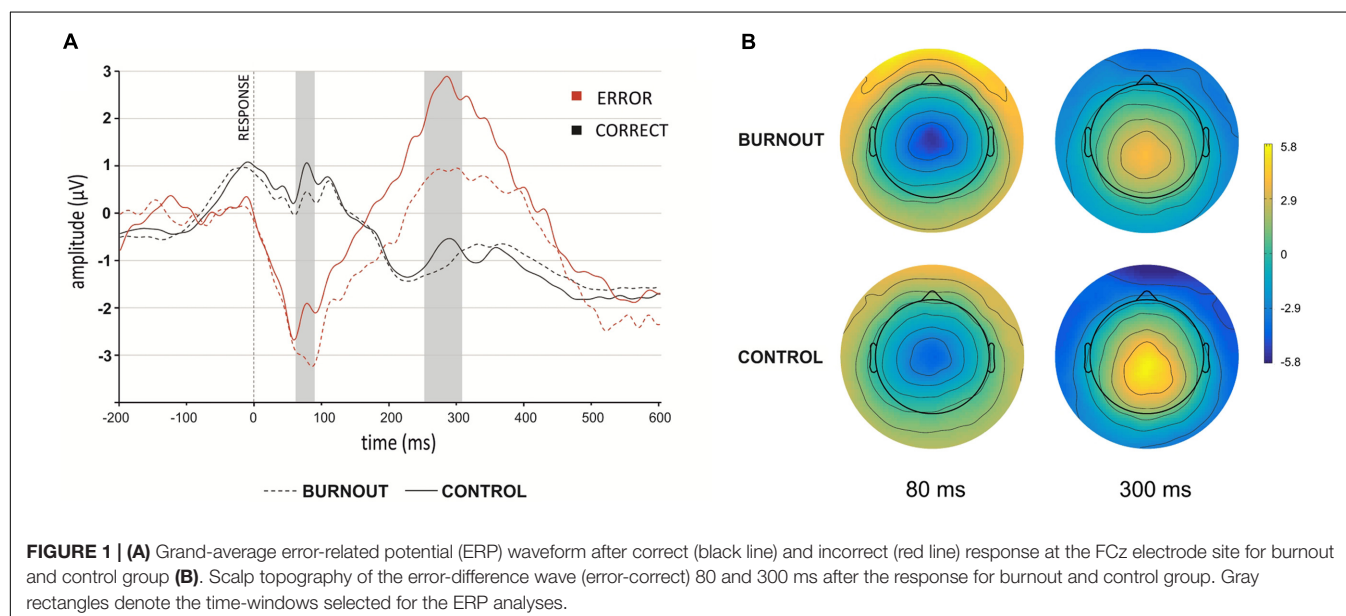 A
B
3
2
1
0
-1
-2
-3
amplitude (µV)
RESPONSE
ERROR
CORRECT
-200
-100
0
100
200
300
400
500
600
time (ms)
BURNOUT
CONTROL
BURNOUT
CONTROL
80 ms
300 ms
5.8
2.9
0
-2.9
-5.8
FIGURE 1 | (A) Grand-average error-related potential (ERP) waveform after correct (black line) and incorrect (red line) response at the FCz electrode site for burnout
and control group (B). Scalp topography of the error-difference wave (error-correct) 80 and 300 ms after the response for burnout and control group. Gray
rectangles denote the time-windows selected for the ERP analyses.